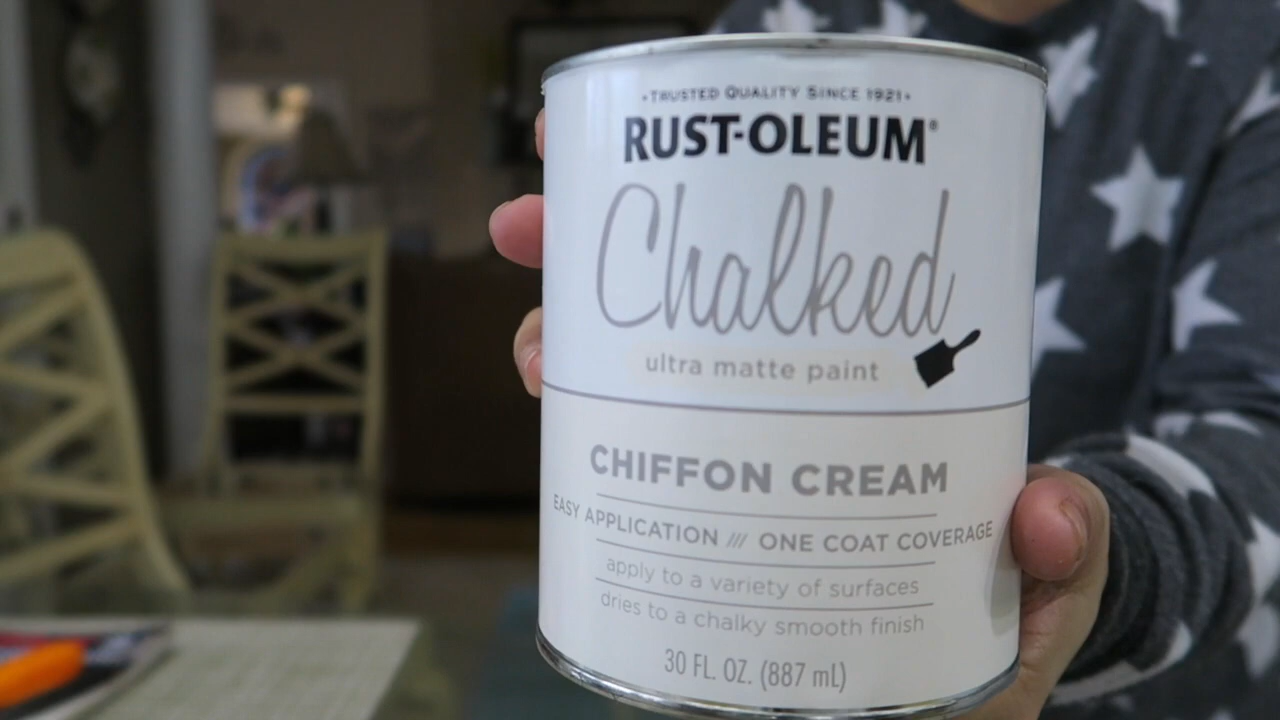 •TRUSTED QUALITY SINCE 1921•
RUST-OLEUM®
Chalked
ultra matte paint
CHIFFON CREAM
EASY APPLICATION /// ONE COAT COVERAGE
apply to a variety of surfaces
dries to a chalky smooth finish
30 FL. OZ. (887 mL)